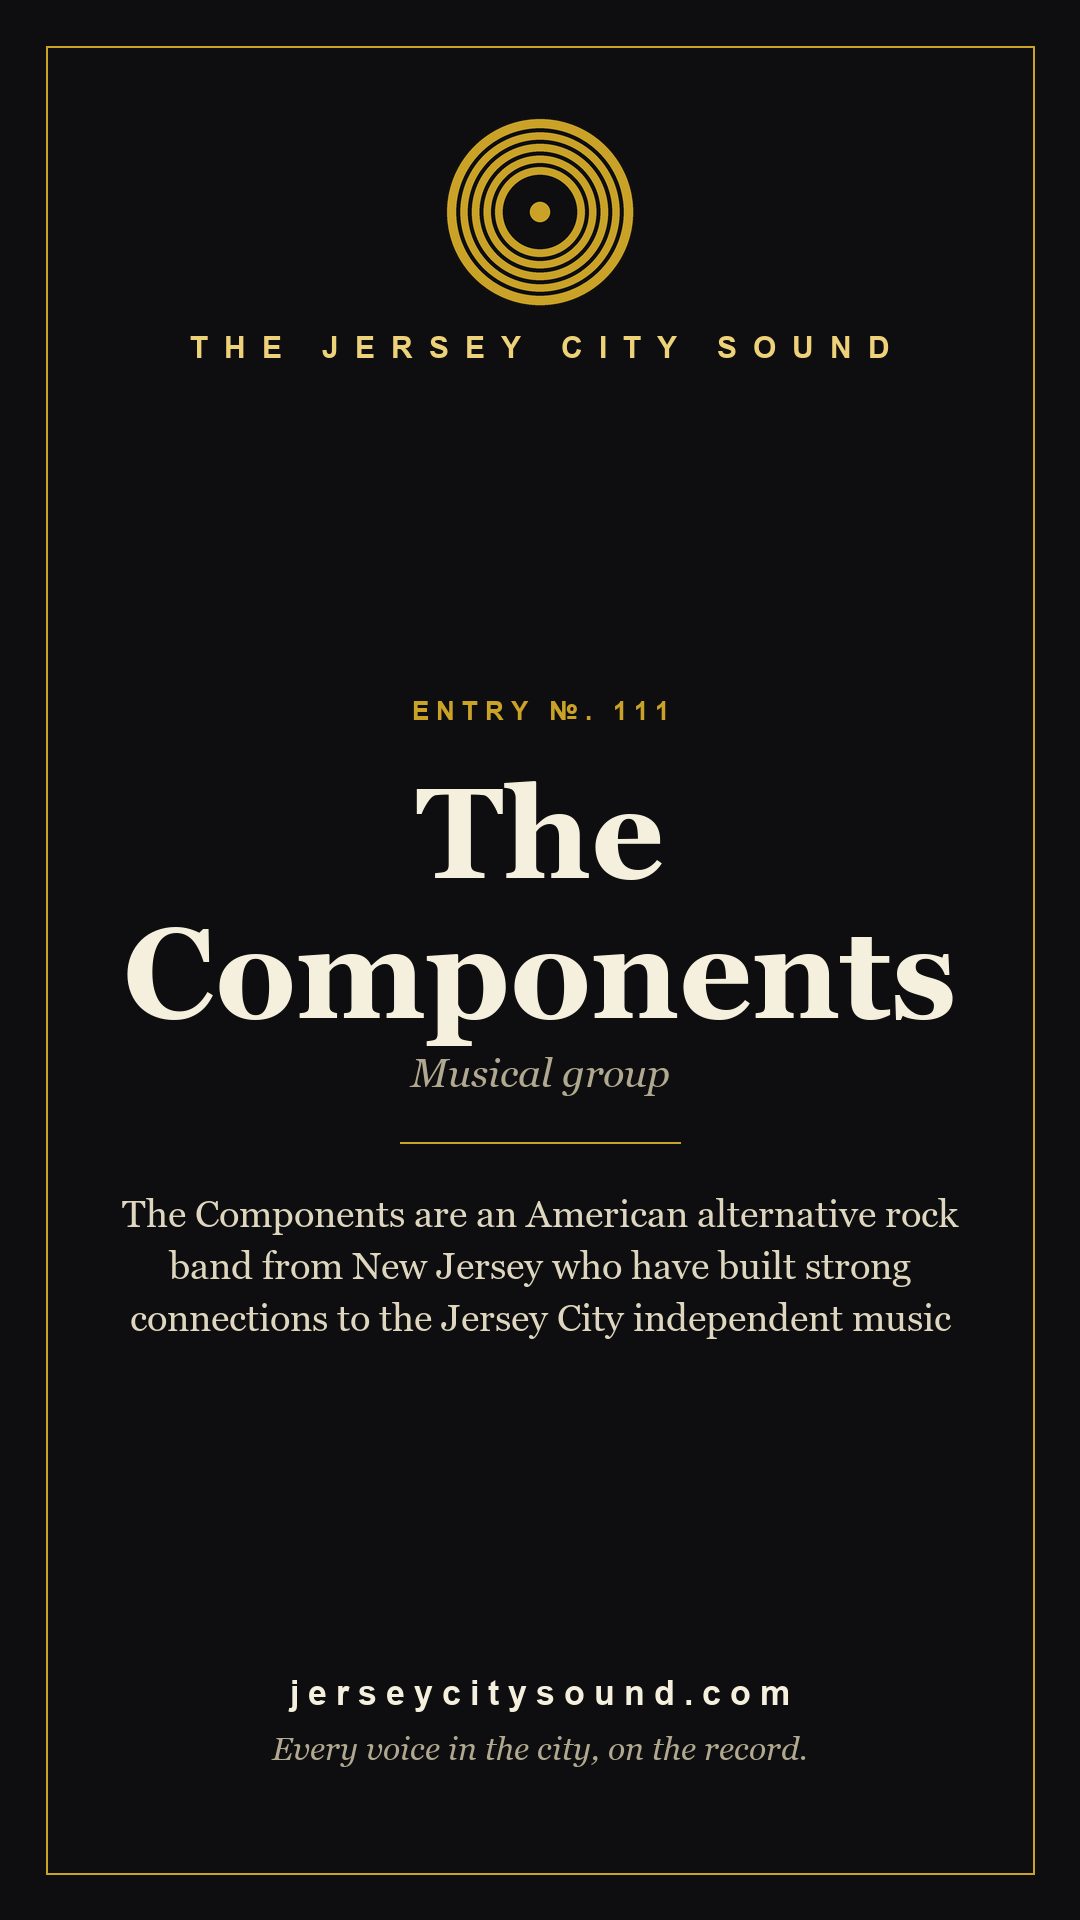 THE JERSEY CITY SOUND
ENTRY №. 111
The
Components
Musical group
The Components are an American alternative rock
band from New Jersey who have built strong
connections to the Jersey City independent music
jerseycitysound.com
Every voice in the city, on the record.